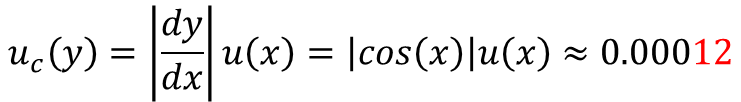 u_c(y) = |dy/dx| u(x) = |cos(x)|u(x) ≈ 0.00012